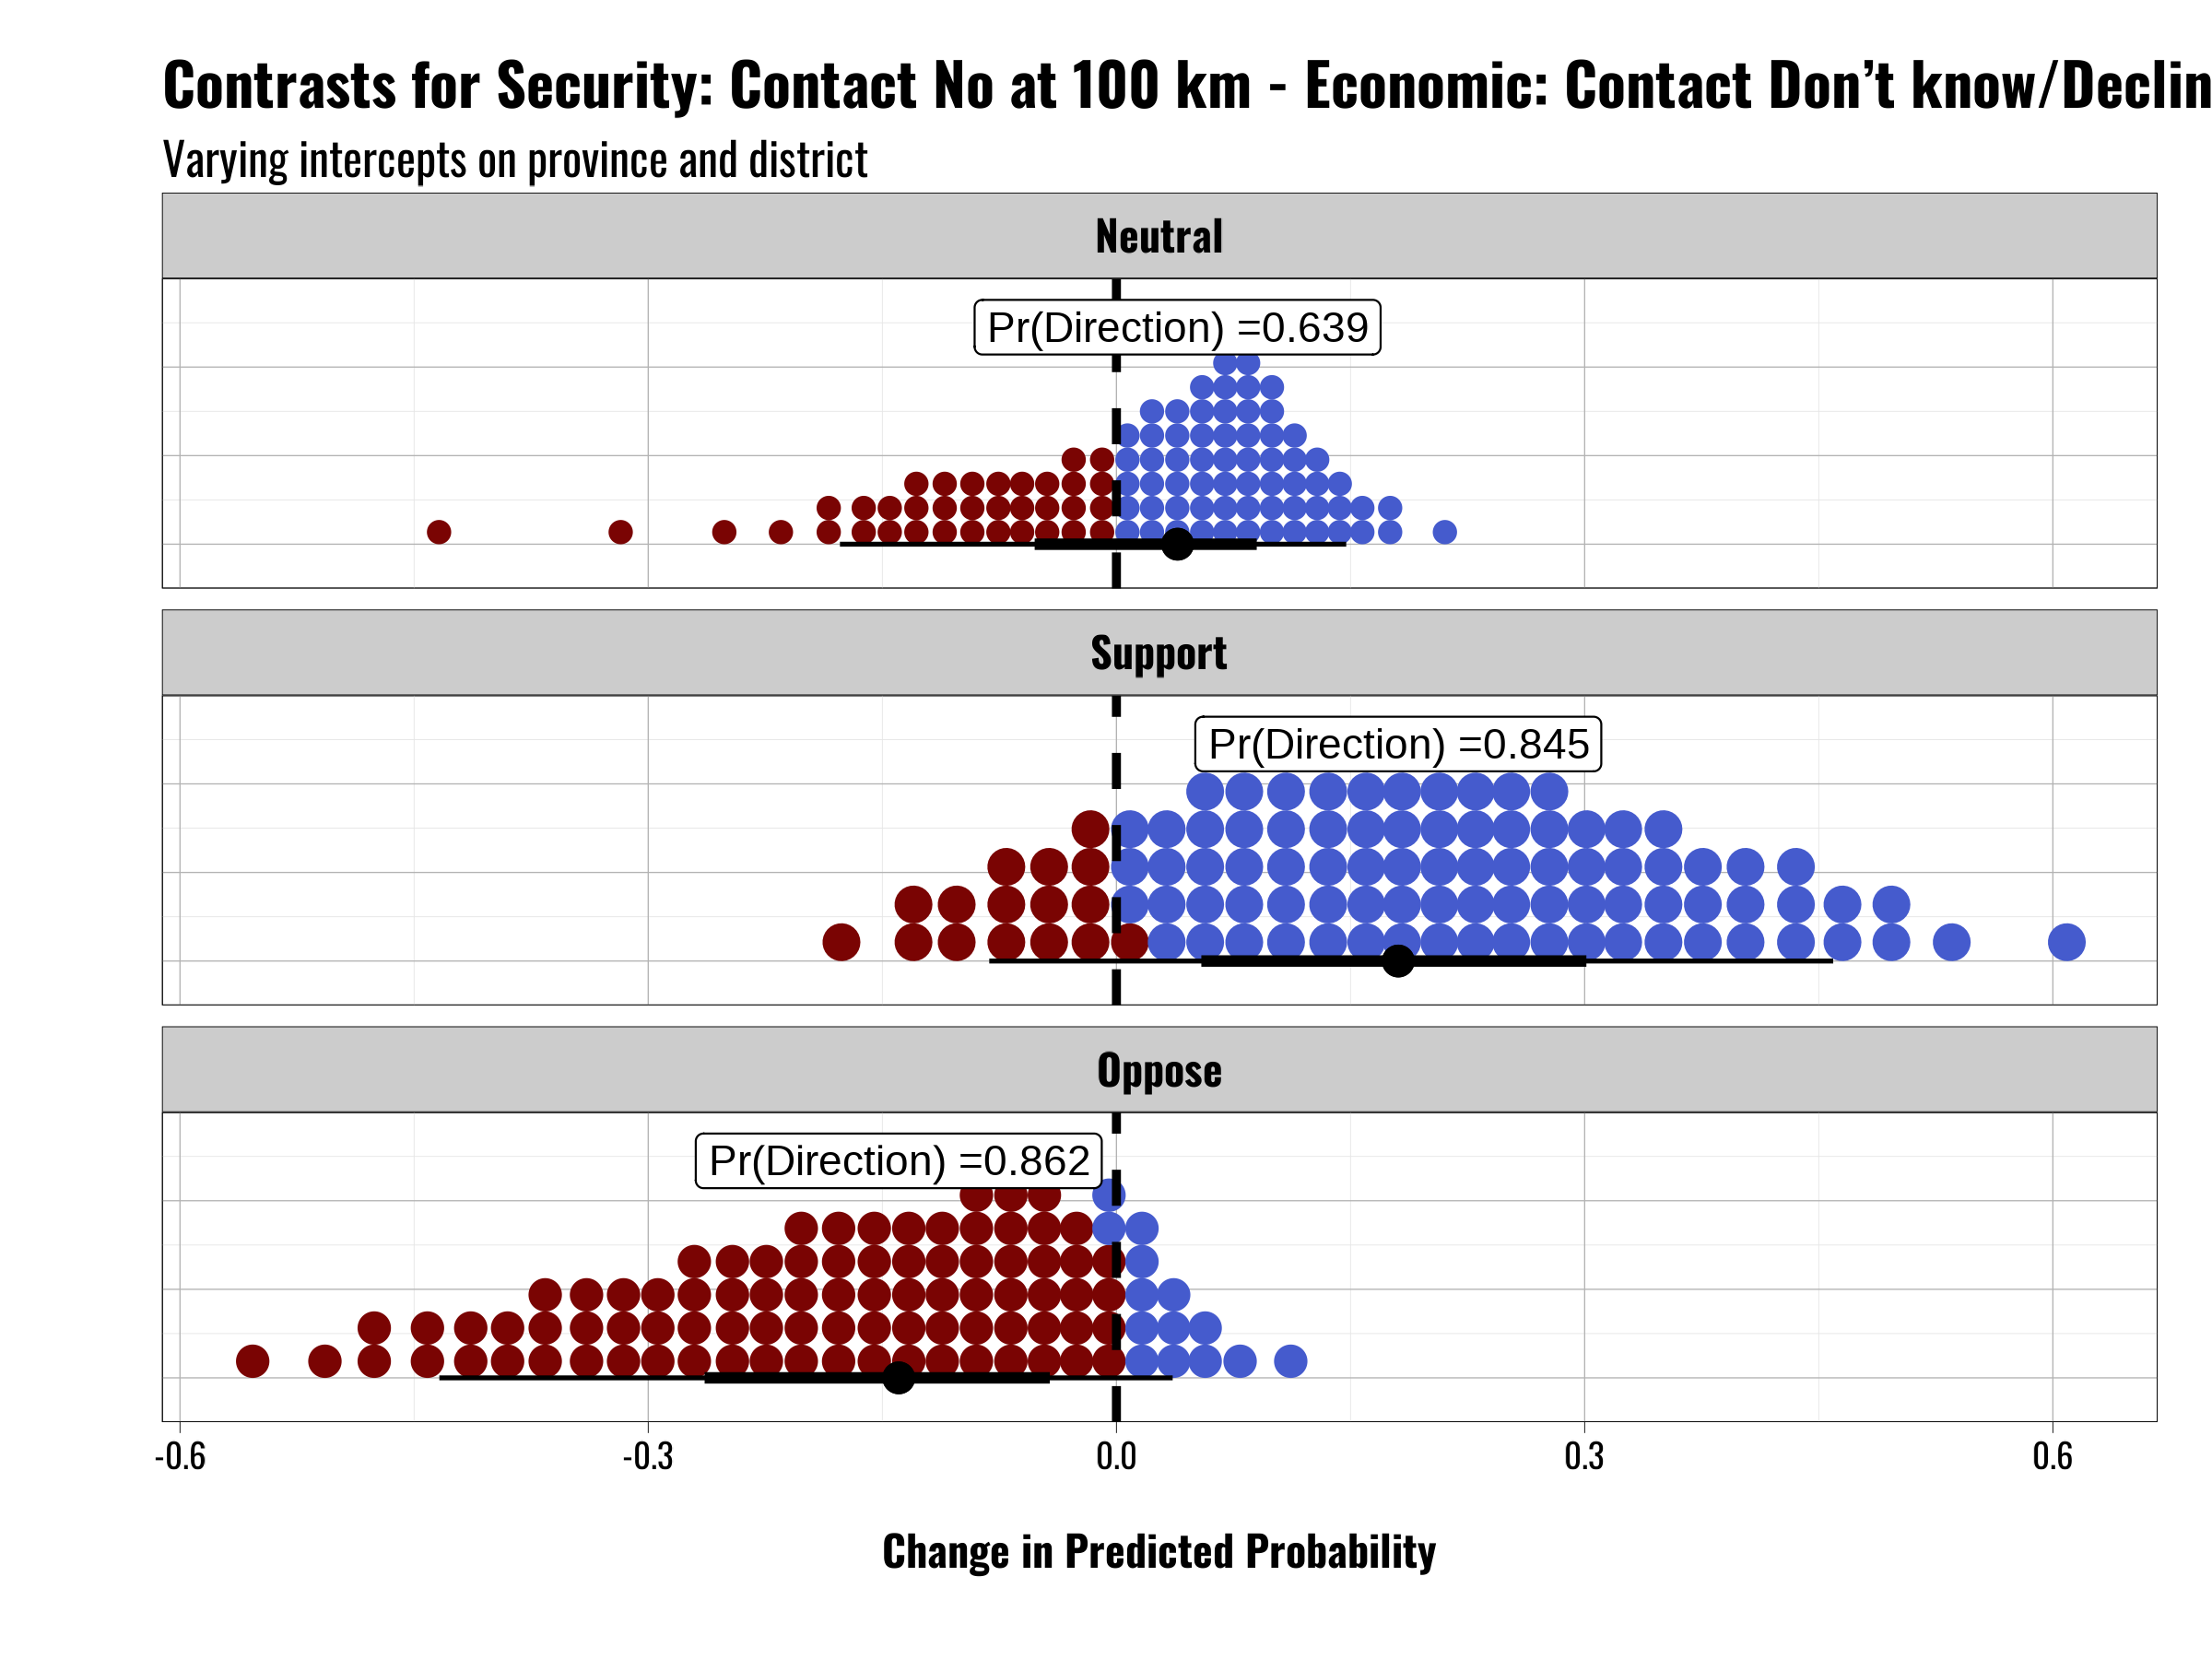 Contrasts for Security: Contact No at 100 km - Economic: Contact Don’t know/Declin
Varying intercepts on province and district
Neutral
Pr(Direction) =0.639
Support
Pr(Direction) =0.845
Oppose
Pr(Direction) =0.862
-0.6 -0.3 0.0 0.3 0.6
Change in Predicted Probability